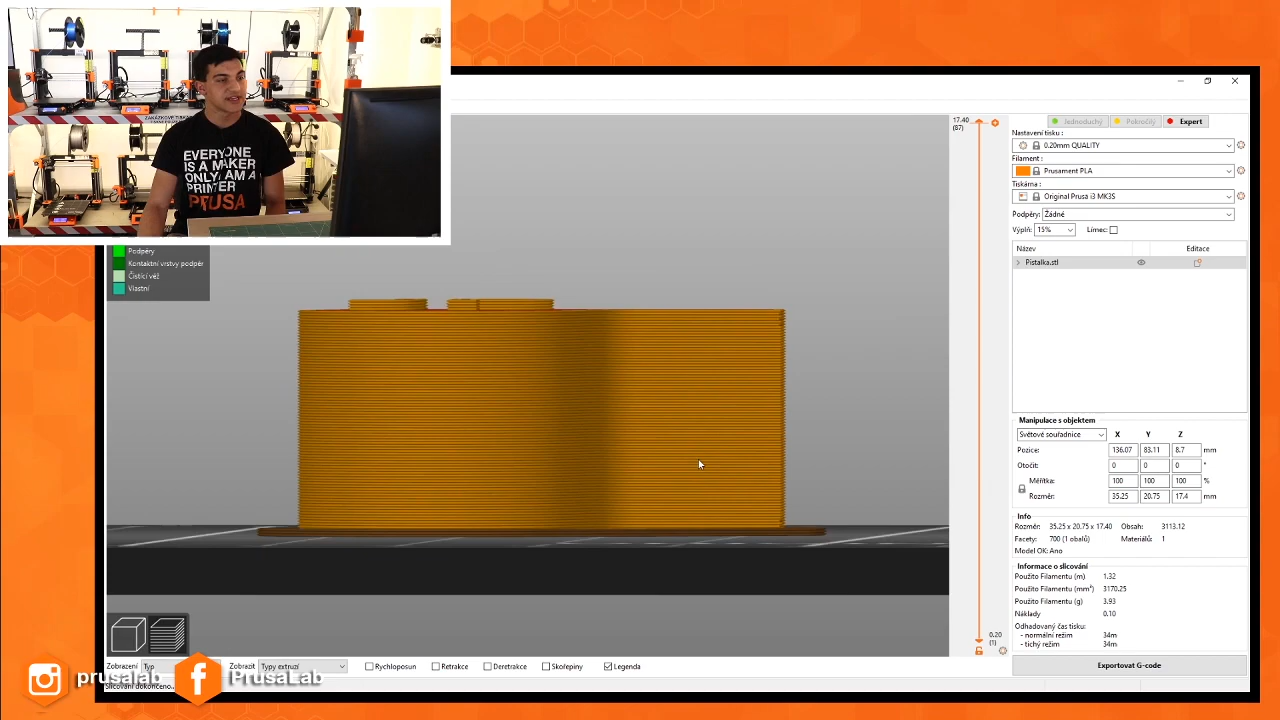 ZAKÁZKOVÉ TISKÁRNY
EVERYONE
IS A MAKER
ONLY I AM A
PRINTER
PRUSA
Podpěry
Kontaktní vrstvy podpěr
Čistící věž
Vlastní
17.40
(87)
0.20
(1)
Jednoduchý Pokročilý Expert
Nastavení tisku :
0.20mm QUALITY
Filament :
Prusament PLA
Tiskárna :
Original Prusa i3 MK3S
Podpěry: Žádné
Výplň: 15% Límec:
Název Editace
Pistalka.stl
Manipulace s objektem
Světové souřadnice X Y Z
Pozice: 136.07 83.11 8.7 mm
Otočit: 0 0 0 °
Měřítka: 100 100 100 %
Rozměr: 35.25 20.75 17.4 mm
Info
Rozměr: 35.25 x 20.75 x 17.40 Obsah: 3113.12
Facety: 700 (1 obalů) Materiálů: 1
Model OK: Ano
Informace o slicování
Použito Filamentu (m) 1.32
Použito Filamentu (mm³) 3170.25
Použito Filamentu (g) 3.93
Náklady 0.10
Odhadovaný čas tisku:
- normální režim 34m
- tichý režim 34m
Exportovat G-code
Zobrazení Typ Zobrazit Typy extruzí Rychloposun Retrakce Deretrakce Skořepiny Legenda
Slicování dokončeno..
prusalab PrusaLab